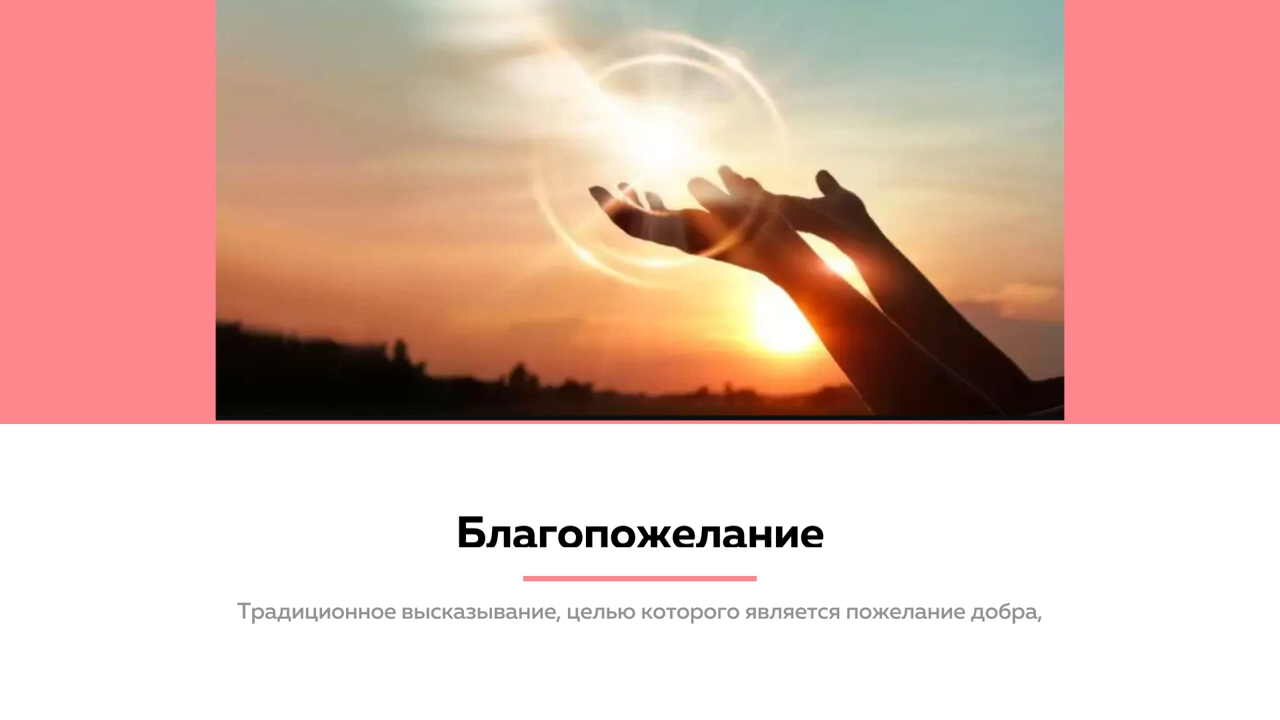 Благопожелание
Традиционное высказывание, целью которого является пожелание добра,